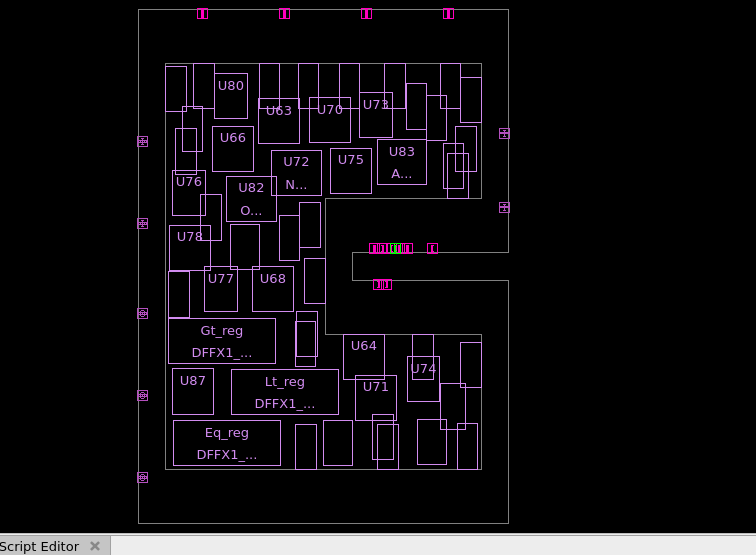 U80
U63
U70
U73
U66
U72
N...
U75
U83
A...
U76
U82
O...
U78
U77
U68
Gt_reg
DFFX1_...
U64
U74
U87
Lt_reg
DFFX1_...
U71
Eq_reg
DFFX1_...
Script Editor